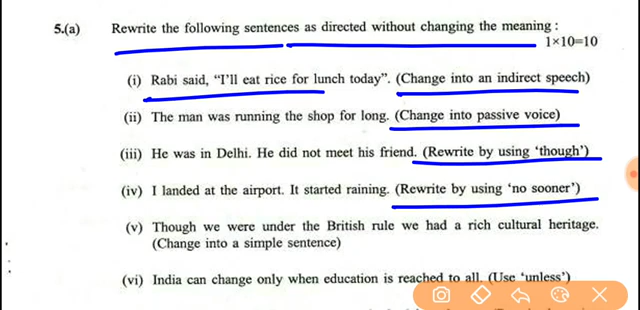 5.(a) Rewrite the following sentences as directed without changing the meaning :
1×10=10
(i) Rabi said, “I’ll eat rice for lunch today”. (Change into an indirect speech)
(ii) The man was running the shop for long. (Change into passive voice)
(iii) He was in Delhi. He did not meet his friend. (Rewrite by using ‘though’)
(iv) I landed at the airport. It started raining. (Rewrite by using ‘no sooner’)
(v) Though we were under the British rule we had a rich cultural heritage.
(Change into a simple sentence)
(vi) India can change only when education is reached to all. (Use ‘unless’)